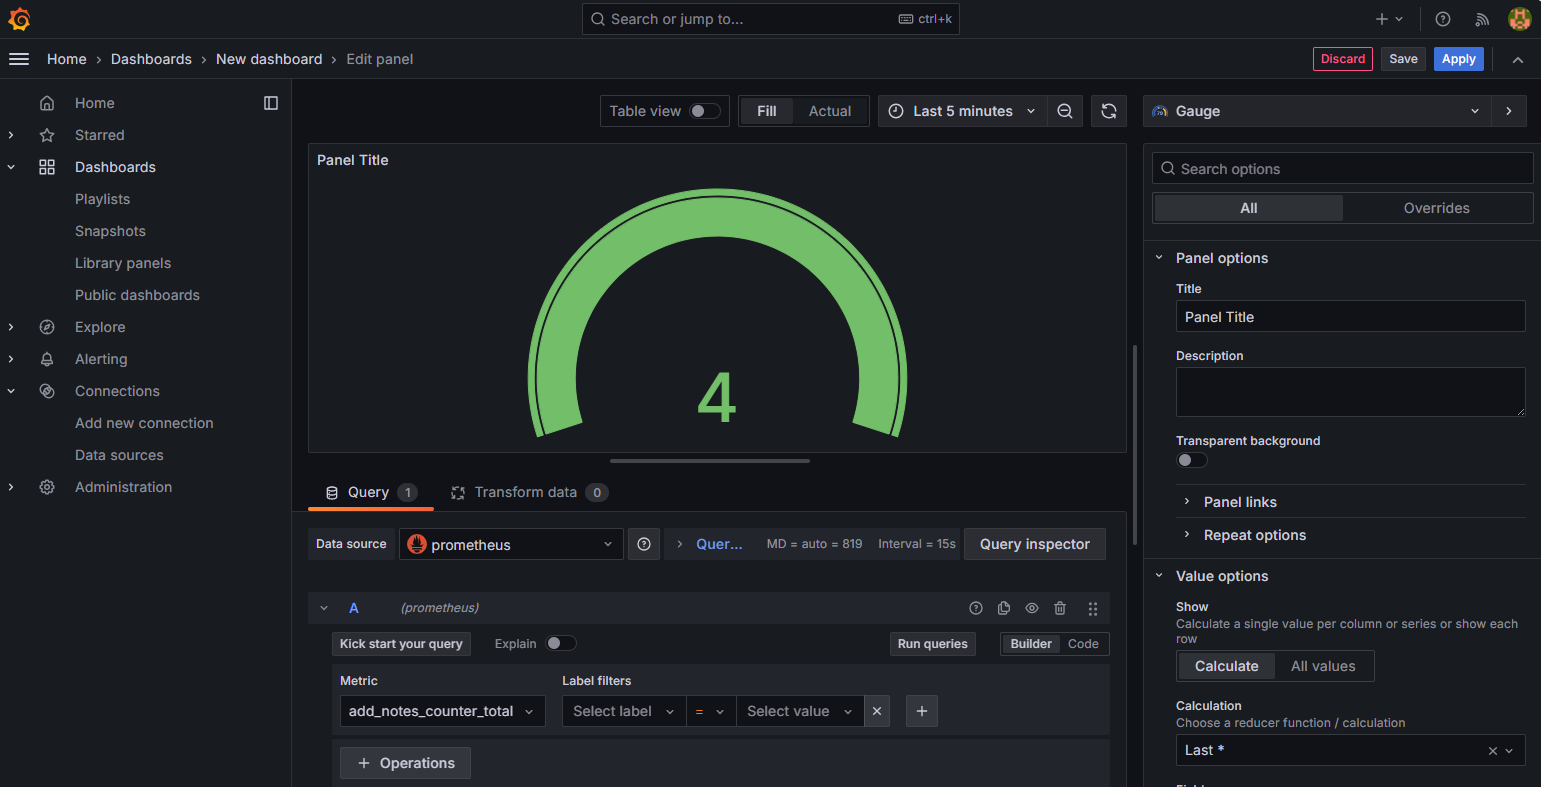 Search or jump to...
ctrl+k
Home › Dashboards › New dashboard › Edit panel
Discard
Save
Apply
Home
Starred
Dashboards
Playlists
Snapshots
Library panels
Public dashboards
Explore
Alerting
Connections
Add new connection
Data sources
Administration
Table view
Fill
Actual
Last 5 minutes
Panel Title
4
Query 1
Transform data 0
Data source
prometheus
Quer...
MD = auto = 819
Interval = 15s
Query inspector
A
(prometheus)
Kick start your query
Explain
Run queries
Builder
Code
Metric
Label filters
add_notes_counter_total
Select label
=
Select value
+ Operations
Gauge
Search options
All
Overrides
Panel options
Title
Panel Title
Description
Transparent background
Panel links
Repeat options
Value options
Show
Calculate a single value per column or series or show each
row
Calculate
All values
Calculation
Choose a reducer function / calculation
Last *